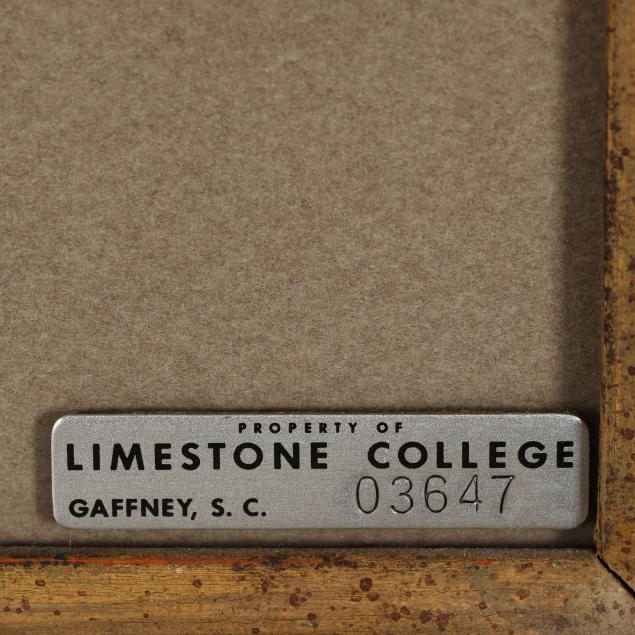 PROPERTY OF
LIMESTONE COLLEGE
GAFFNEY, S. C. 03647